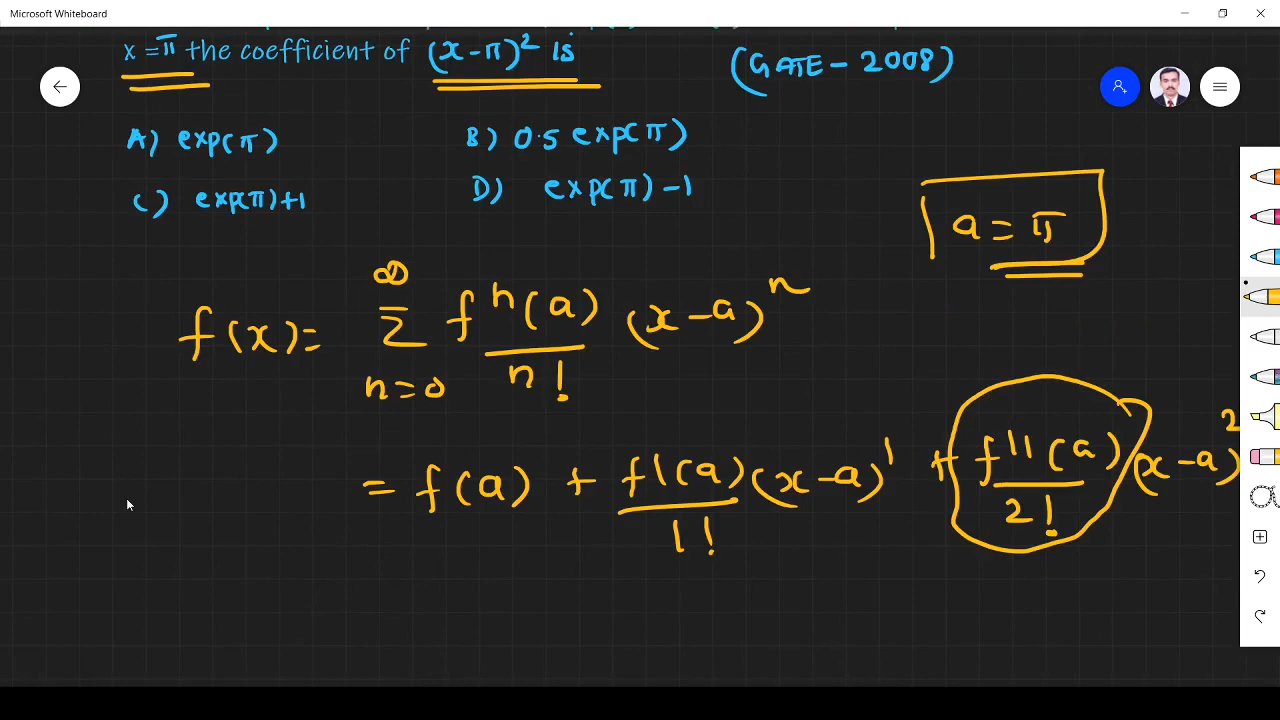 Microsoft Whiteboard
x = π the coefficient of (x-π)² is
(GATE - 2008)
A) exp(π)
B) 0.5 exp(π)
C) exp(π)+1
D) exp(π) -1
a = π
f(x) = ∞ Σ n=0 fⁿ(a)/n! (x-a)ⁿ
= f(a) + f'(a)/1! (x-a)¹ + f''(a)/2! (x-a)²